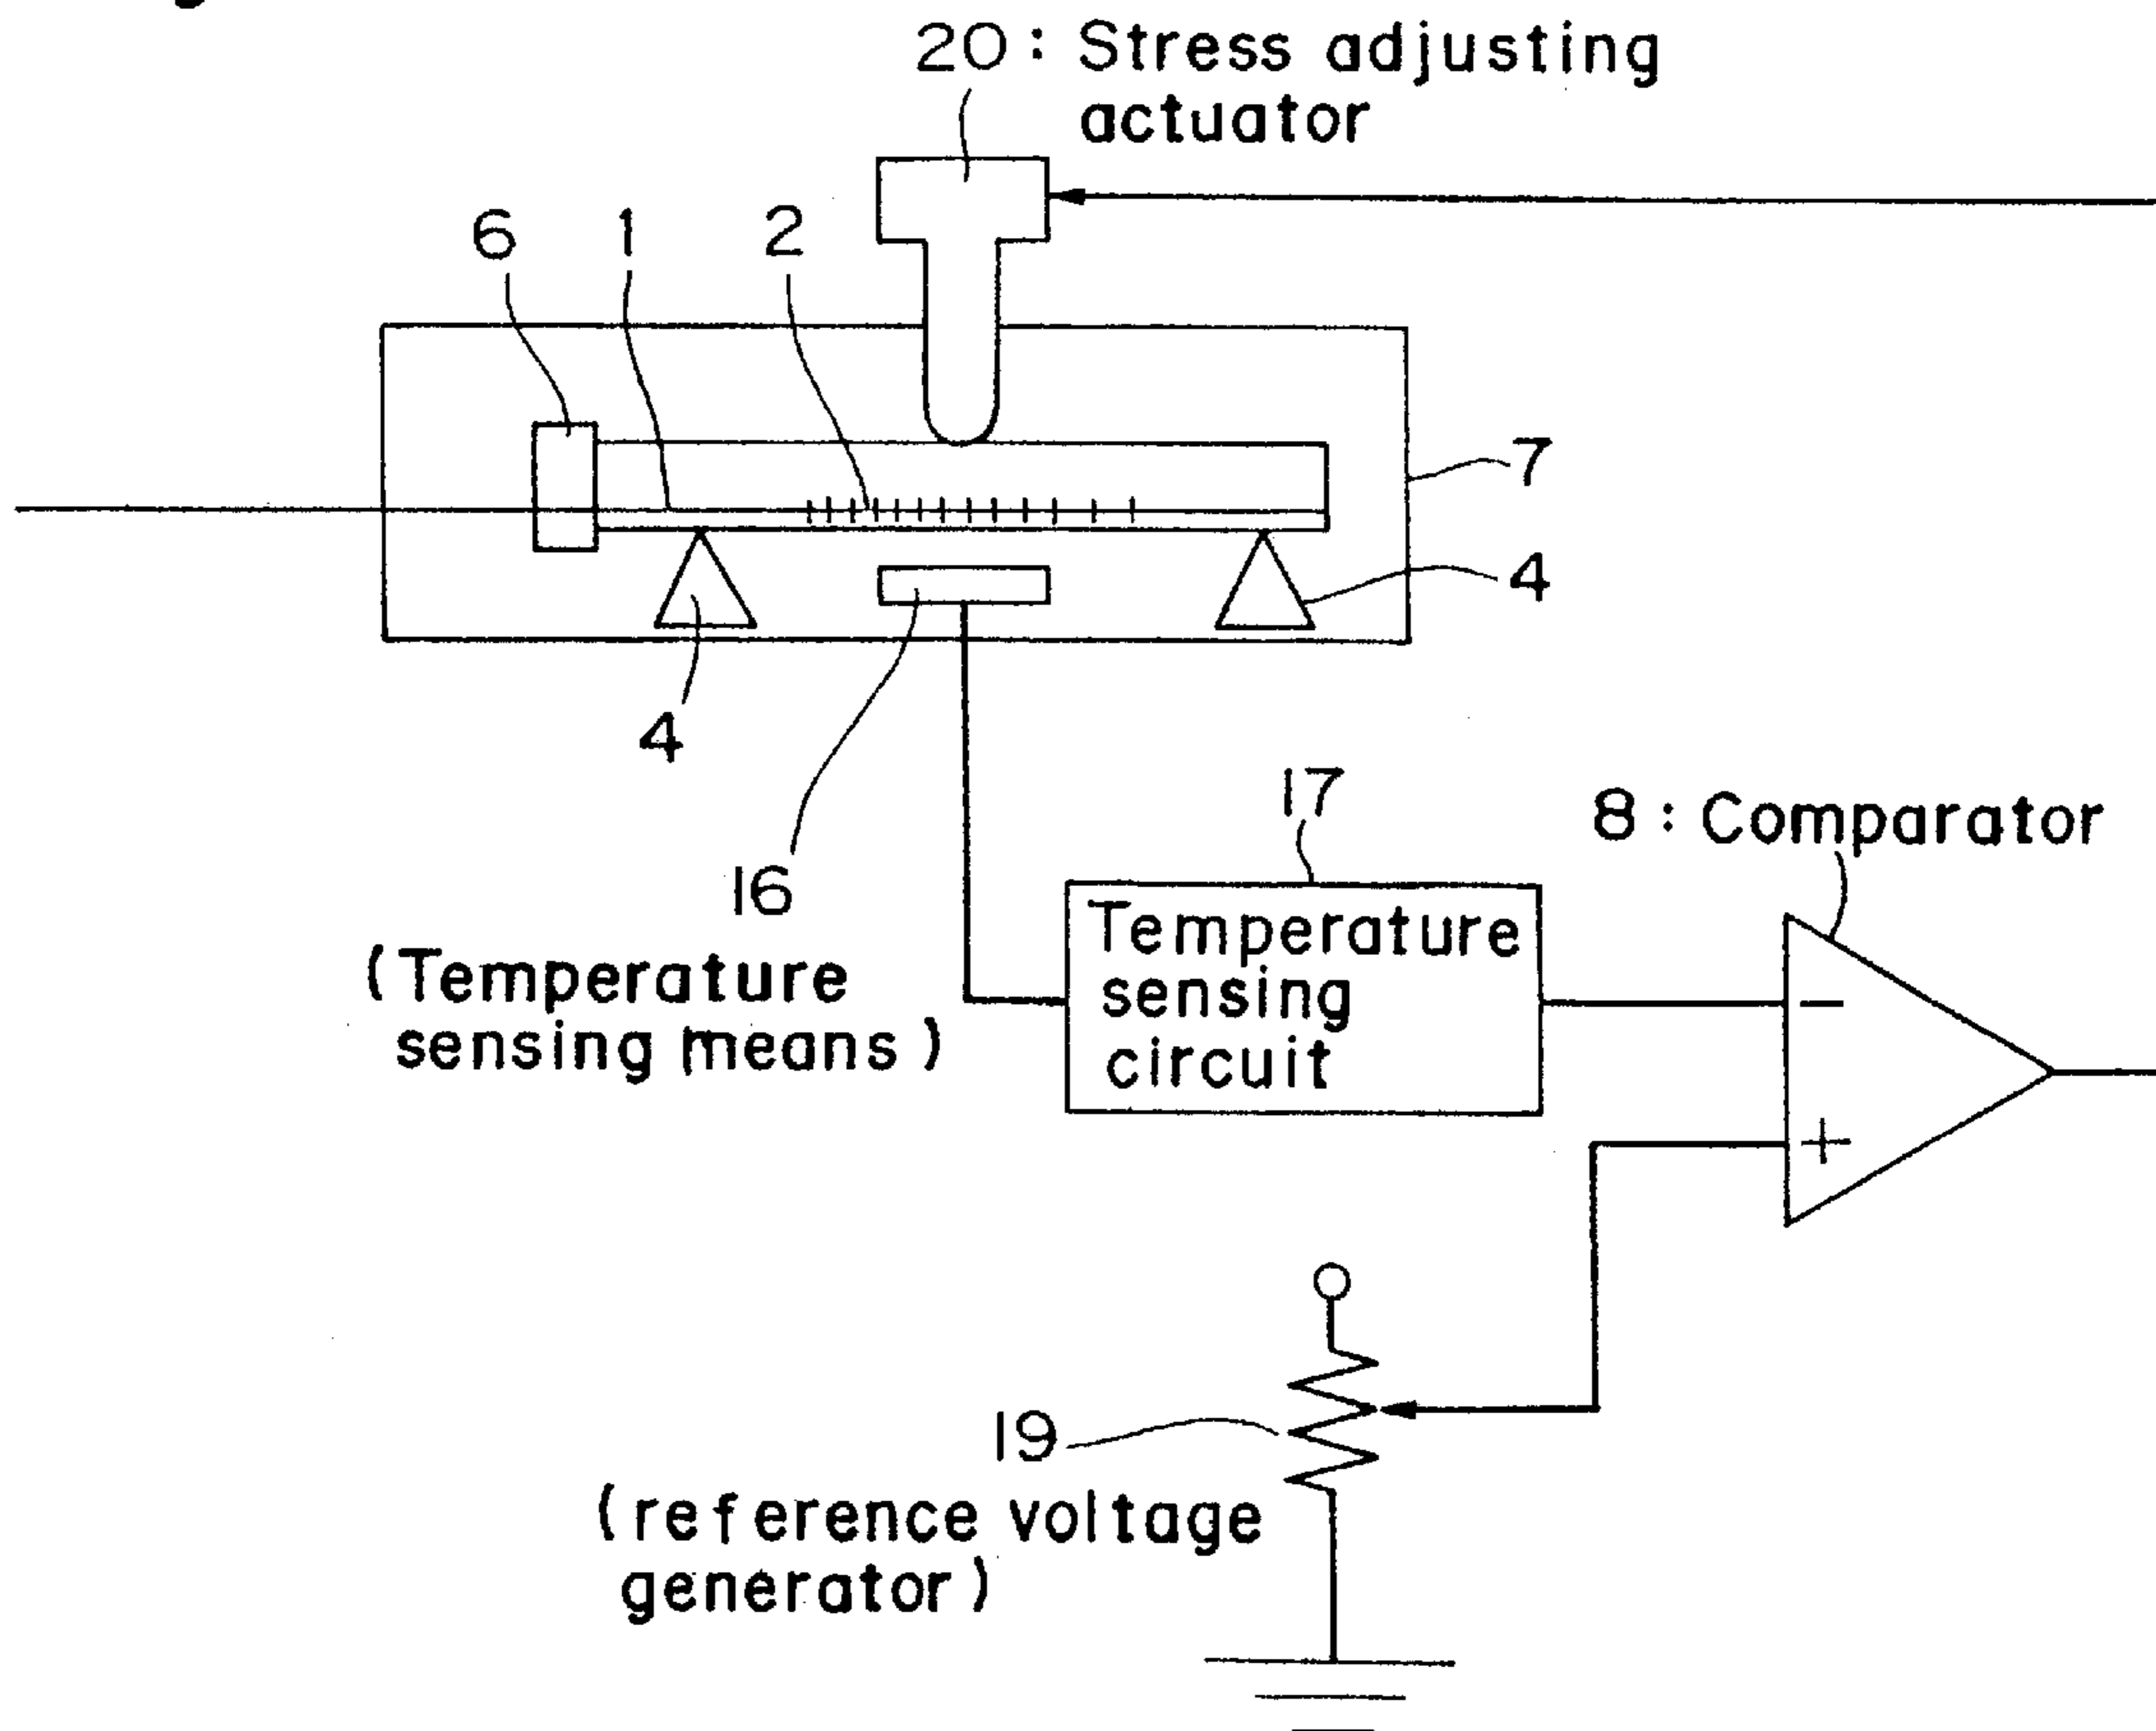 20: Stress adjusting
actuator
6
1
2
7
4
4
16
(Temperature
sensing means)
17
Temperature
sensing
circuit
8: Comparator
−
+
19
(reference voltage
generator)